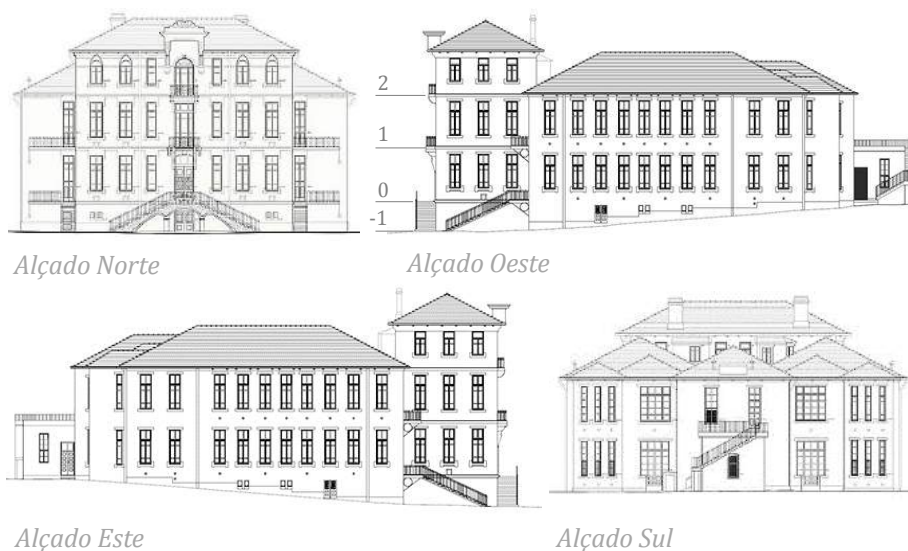 2
1
0
-1
Alçado Norte
Alçado Oeste
Alçado Este
Alçado Sul